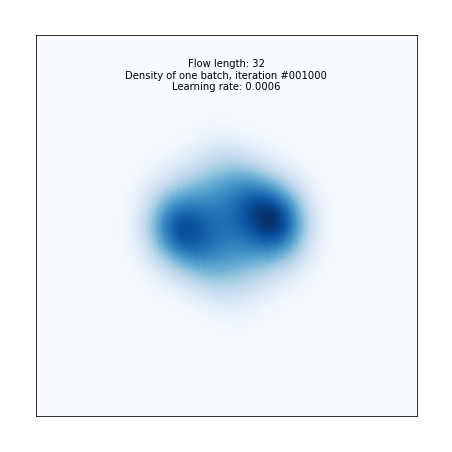 Flow length: 32
Density of one batch, iteration #001000
Learning rate: 0.0006